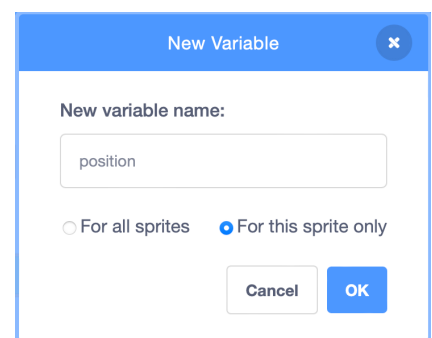 New Variable
New variable name:
position
For all sprites For this sprite only
Cancel OK